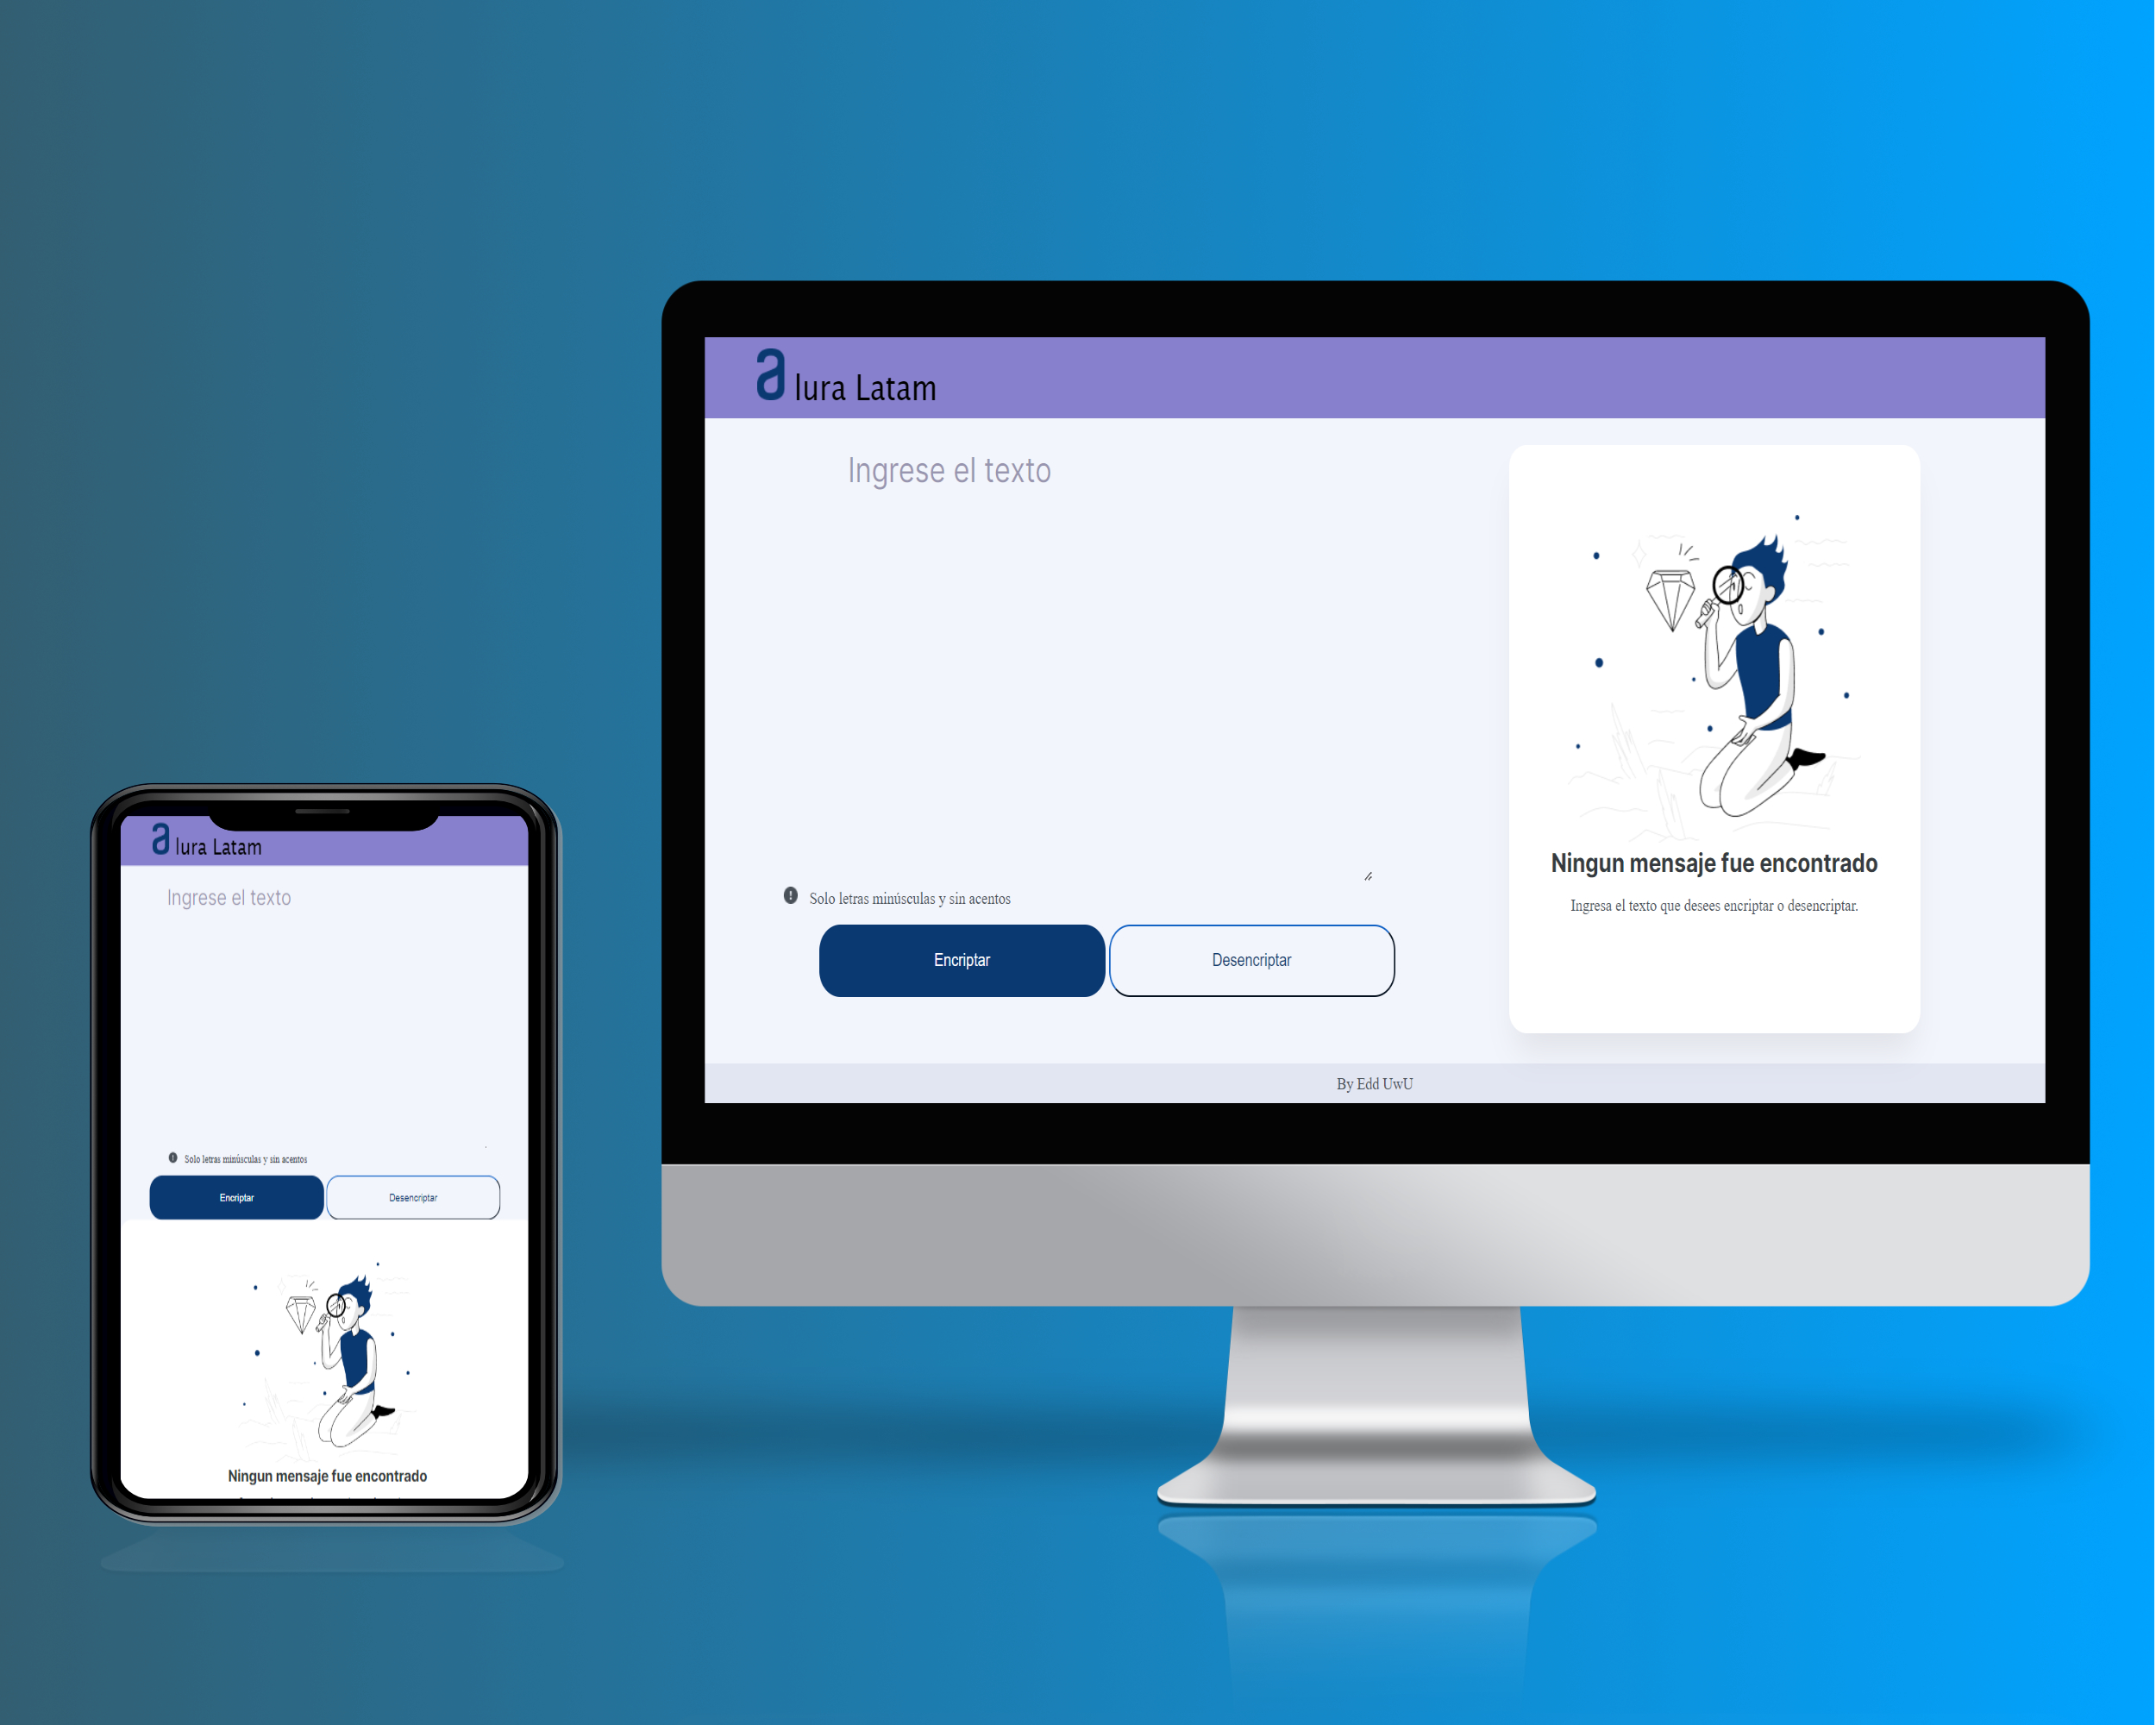 a lura Latam
Ingrese el texto
Solo letras minúsculas y sin acentos
Encriptar
Desencriptar
Ningun mensaje fue encontrado
Ingresa el texto que desees encriptar o desencriptar.
By Edd UwU
a lura Latam
Ingrese el texto
Solo letras minúsculas y sin acentos
Encriptar
Desencriptar
Ningun mensaje fue encontrado